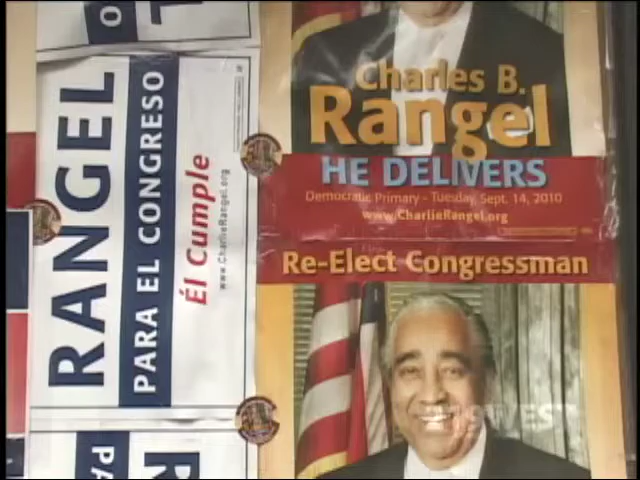 RANGEL
PARA EL CONGRESO
Él Cumple
www.CharlieRangel.org
Charles B.
Rangel
HE DELIVERS
Democratic Primary - Tuesday, Sept. 14, 2010
www.CharlieRangel.org
Re-Elect Congressman